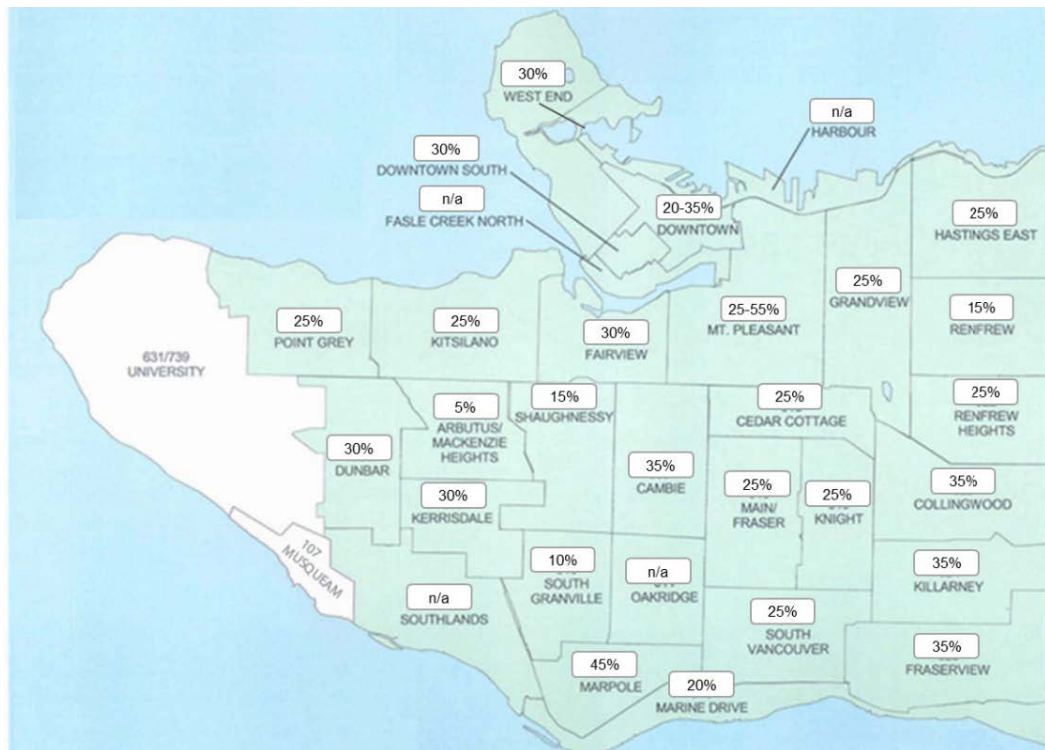 30%
WEST END
n/a
HARBOUR
30%
DOWNTOWN SOUTH
n/a
FASLE CREEK NORTH
20-35%
DOWNTOWN
25%
HASTINGS EAST
25%
GRANDVIEW
25-55%
MT. PLEASANT
15%
RENFREW
25%
POINT GREY
25%
KITSILANO
30%
FAIRVIEW
631/739
UNIVERSITY
5%
ARBUTUS/
MACKENZIE
HEIGHTS
15%
SHAUGHNESSY
25%
CEDAR COTTAGE
25%
RENFREW
HEIGHTS
30%
DUNBAR
30%
KERRISDALE
35%
CAMBIE
25%
MAIN/
FRASER
25%
KNIGHT
35%
COLLINGWOOD
107
MUSQUEAM
n/a
SOUTHLANDS
10%
SOUTH
GRANVILLE
n/a
OAKRIDGE
35%
KILLARNEY
25%
SOUTH
VANCOUVER
35%
FRASERVIEW
45%
MARPOLE
20%
MARINE DRIVE